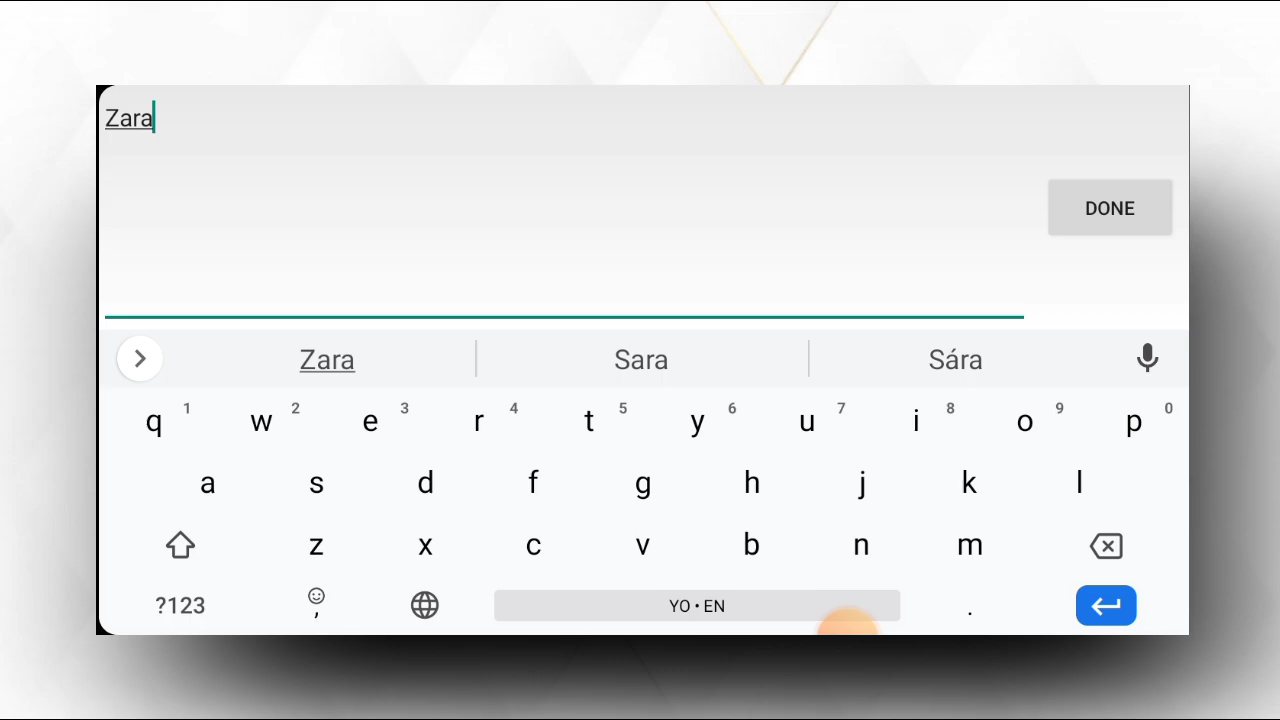 Zara
DONE
Zara Sara Sára
q 1 w 2 e 3 r 4 t 5 y 6 u 7 i 8 o 9 p 0
a s d f g h j k l
z x c v b n m
?123 , YO • EN .